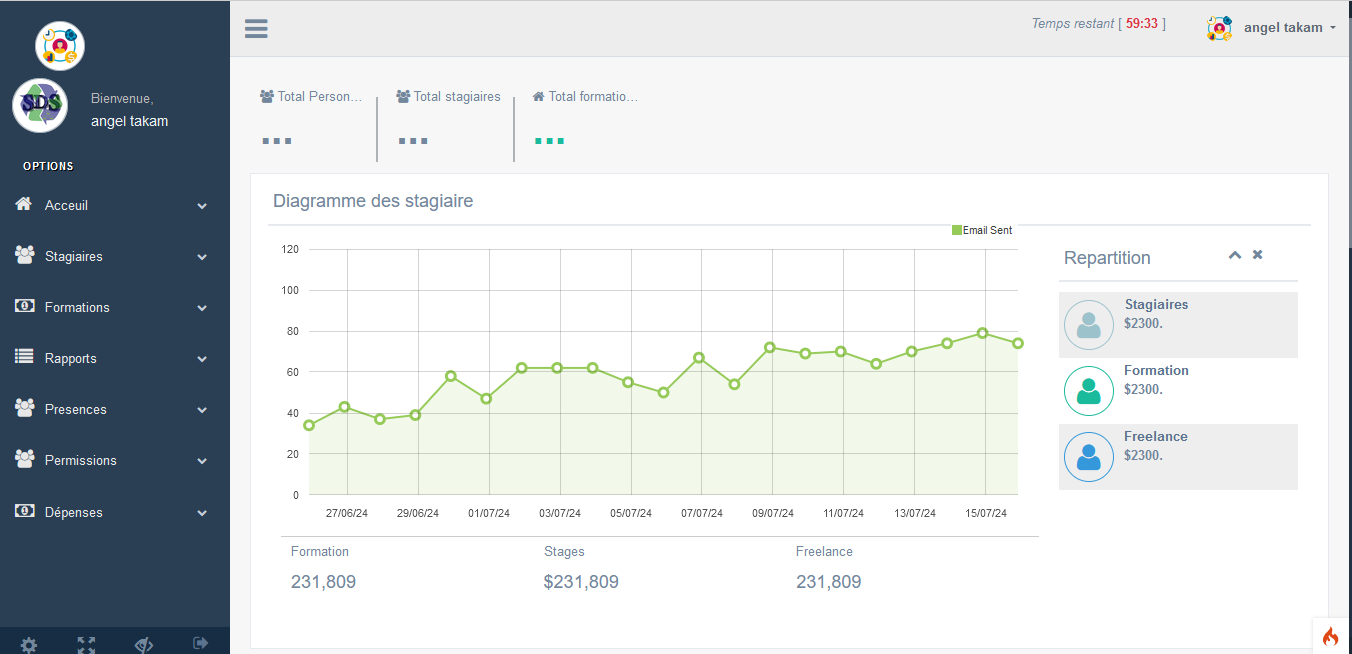 Temps restant [ 59:33 ]
angel takam
SDS
Bienvenue,
angel takam
OPTIONS
Acceuil
Stagiaires
Formations
Rapports
Presences
Permissions
Dépenses
Total Person...
Total stagiaires
Total formatio...
...
...
...
Diagramme des stagiaire
Email Sent
120
100
80
60
40
20
0
27/06/24 29/06/24 01/07/24 03/07/24 05/07/24 07/07/24 09/07/24 11/07/24 13/07/24 15/07/24
Repartition
Stagiaires
$2300.
Formation
$2300.
Freelance
$2300.
Formation
231,809
Stages
$231,809
Freelance
231,809